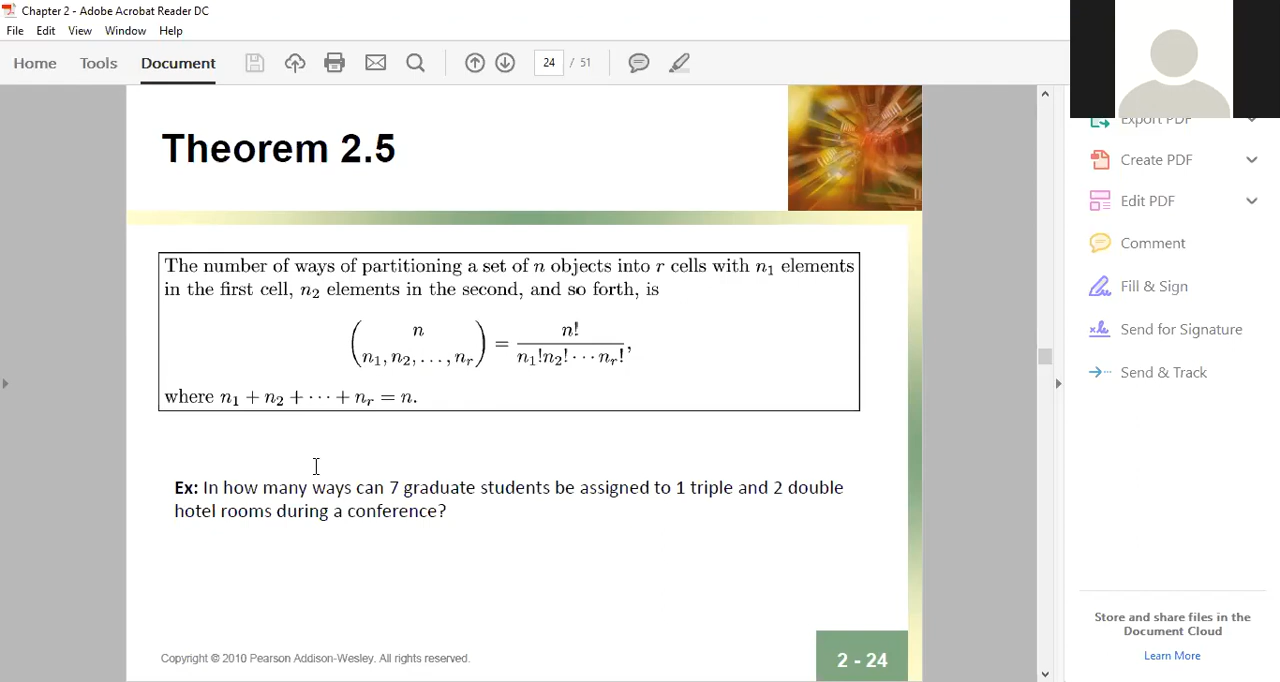 Chapter 2 - Adobe Acrobat Reader DC
File Edit View Window Help
Home Tools Document 24 / 51
Export PDF
Create PDF
Edit PDF
Comment
Fill & Sign
Send for Signature
Send & Track
Store and share files in the
Document Cloud
Learn More
Theorem 2.5
The number of ways of partitioning a set of n objects into r cells with n₁ elements
in the first cell, n₂ elements in the second, and so forth, is
( n
n₁, n₂, . . . , nᵣ ) = n! / n₁!n₂! · · · nᵣ! ,
where n₁ + n₂ + · · · + nᵣ = n.
Ex: In how many ways can 7 graduate students be assigned to 1 triple and 2 double
hotel rooms during a conference?
Copyright © 2010 Pearson Addison-Wesley. All rights reserved.
2 - 24